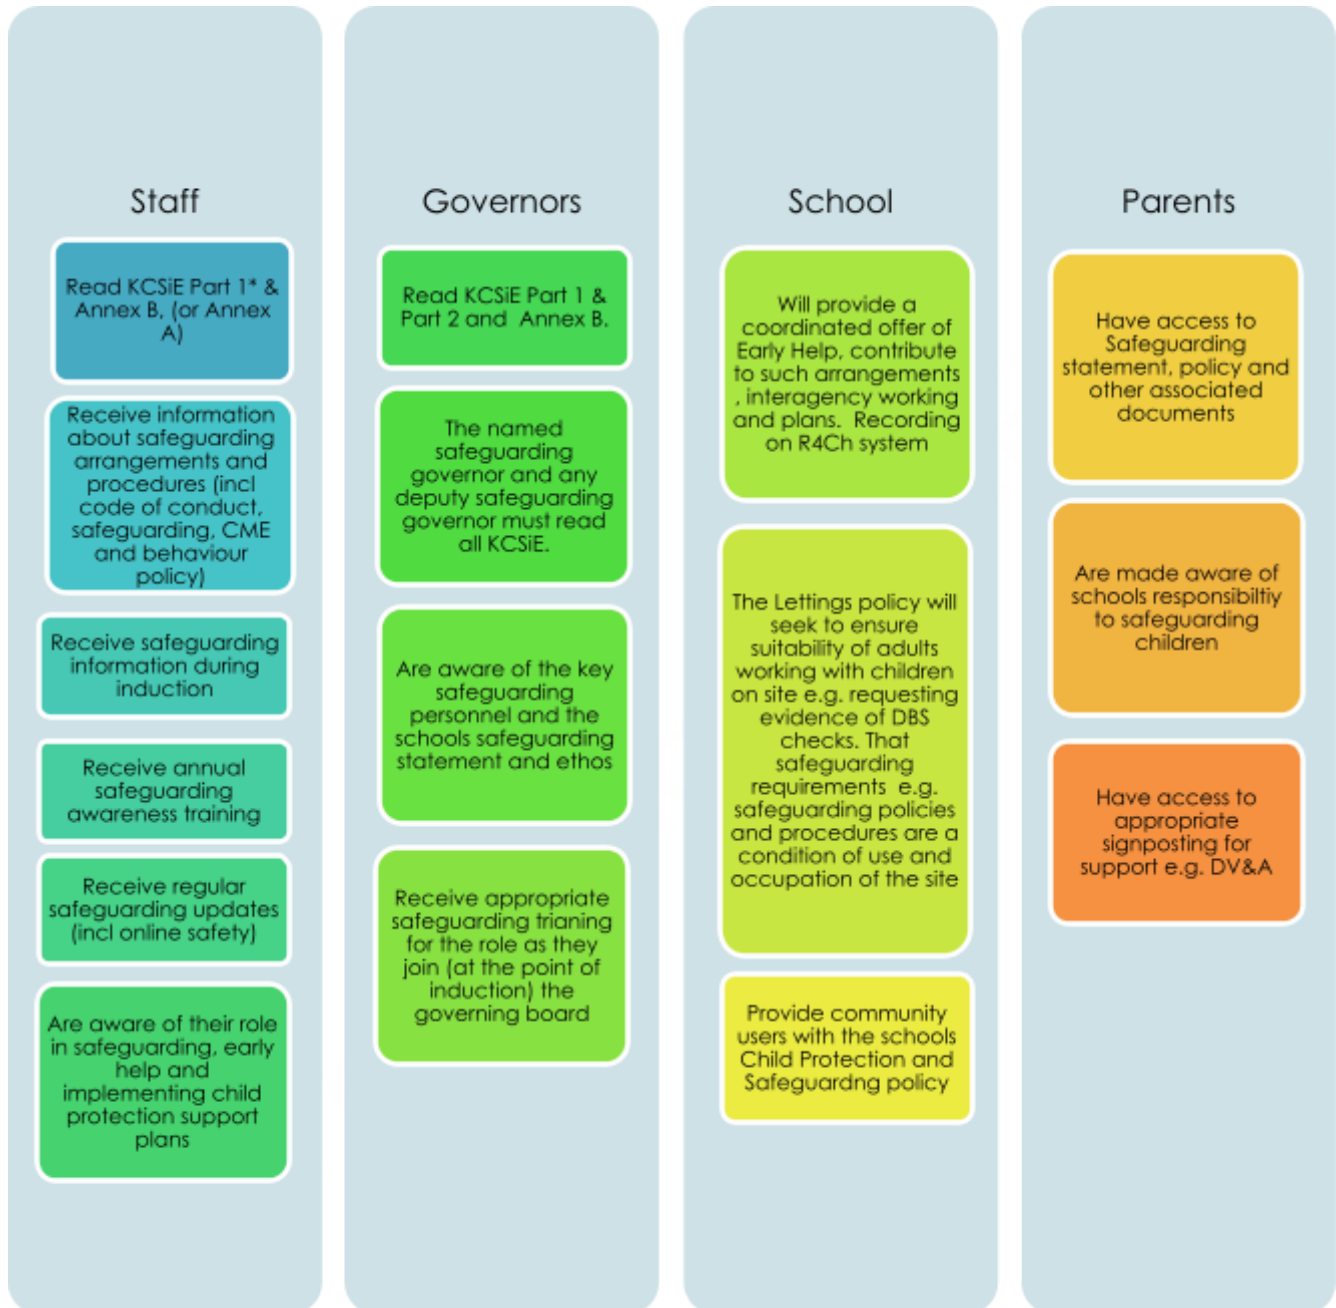 Staff
Read KCSiE Part 1* &
Annex B, (or Annex
A)
Receive information
about safeguarding
arrangements and
procedures (incl
code of conduct,
safeguarding, CME
and behaviour
policy)
Receive safeguarding
information during
induction
Receive annual
safeguarding
awareness training
Receive regular
safeguarding updates
(incl online safety)
Are aware of their role
in safeguarding, early
help and
implementing child
protection support
plans
Governors
Read KCSiE Part 1 &
Part 2 and Annex B.
The named
safeguarding
governor and any
deputy safeguarding
governor must read
all KCSiE.
Are aware of the key
safeguarding
personnel and the
schools safeguarding
statement and ethos
Receive appropriate
safeguarding trianing
for the role as they
join (at the point of
induction) the
governing board
School
Will provide a
coordinated offer of
Early Help, contribute
to such arrangements
, interagency working
and plans. Recording
on R4Ch system
The Lettings policy will
seek to ensure
suitability of adults
working with children
on site e.g. requesting
evidence of DBS
checks. That
safeguarding
requirements e.g.
safeguarding policies
and procedures are a
condition of use and
occupation of the site
Provide community
users with the schools
Child Protection and
Safeguardng policy
Parents
Have access to
Safeguarding
statement, policy and
other associated
documents
Are made aware of
schools responsibiltiy
to safeguarding
children
Have access to
appropriate
signposting for
support e.g. DV&A